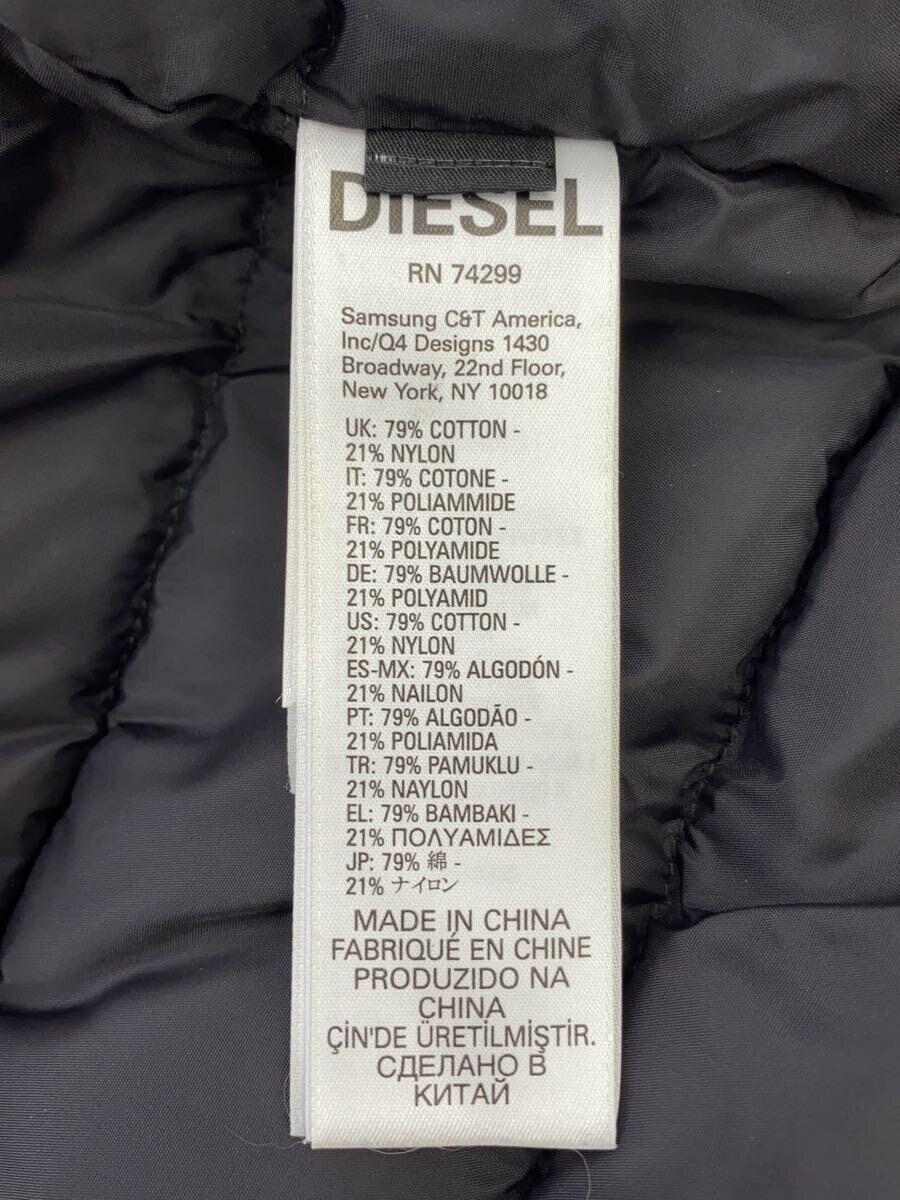 DIESEL
RN 74299
Samsung C&T America,
Inc/Q4 Designs 1430
Broadway, 22nd Floor,
New York, NY 10018
UK: 79% COTTON -
21% NYLON
IT: 79% COTONE -
21% POLIAMMIDE
FR: 79% COTON -
21% POLYAMIDE
DE: 79% BAUMWOLLE -
21% POLYAMID
US: 79% COTTON -
21% NYLON
ES-MX: 79% ALGODÓN -
21% NAILON
PT: 79% ALGODÃO -
21% POLIAMIDA
TR: 79% PAMUKLU -
21% NAYLON
EL: 79% BAMBAKI -
21% ΠΟΛΥΑΜΙΔΕΣ
JP: 79% 綿 -
21% ナイロン
MADE IN CHINA
FABRIQUÉ EN CHINE
PRODUZIDO NA
CHINA
ÇİN'DE ÜRETİLMİŞTİR.
СДЕЛАНО В
КИТАЙ